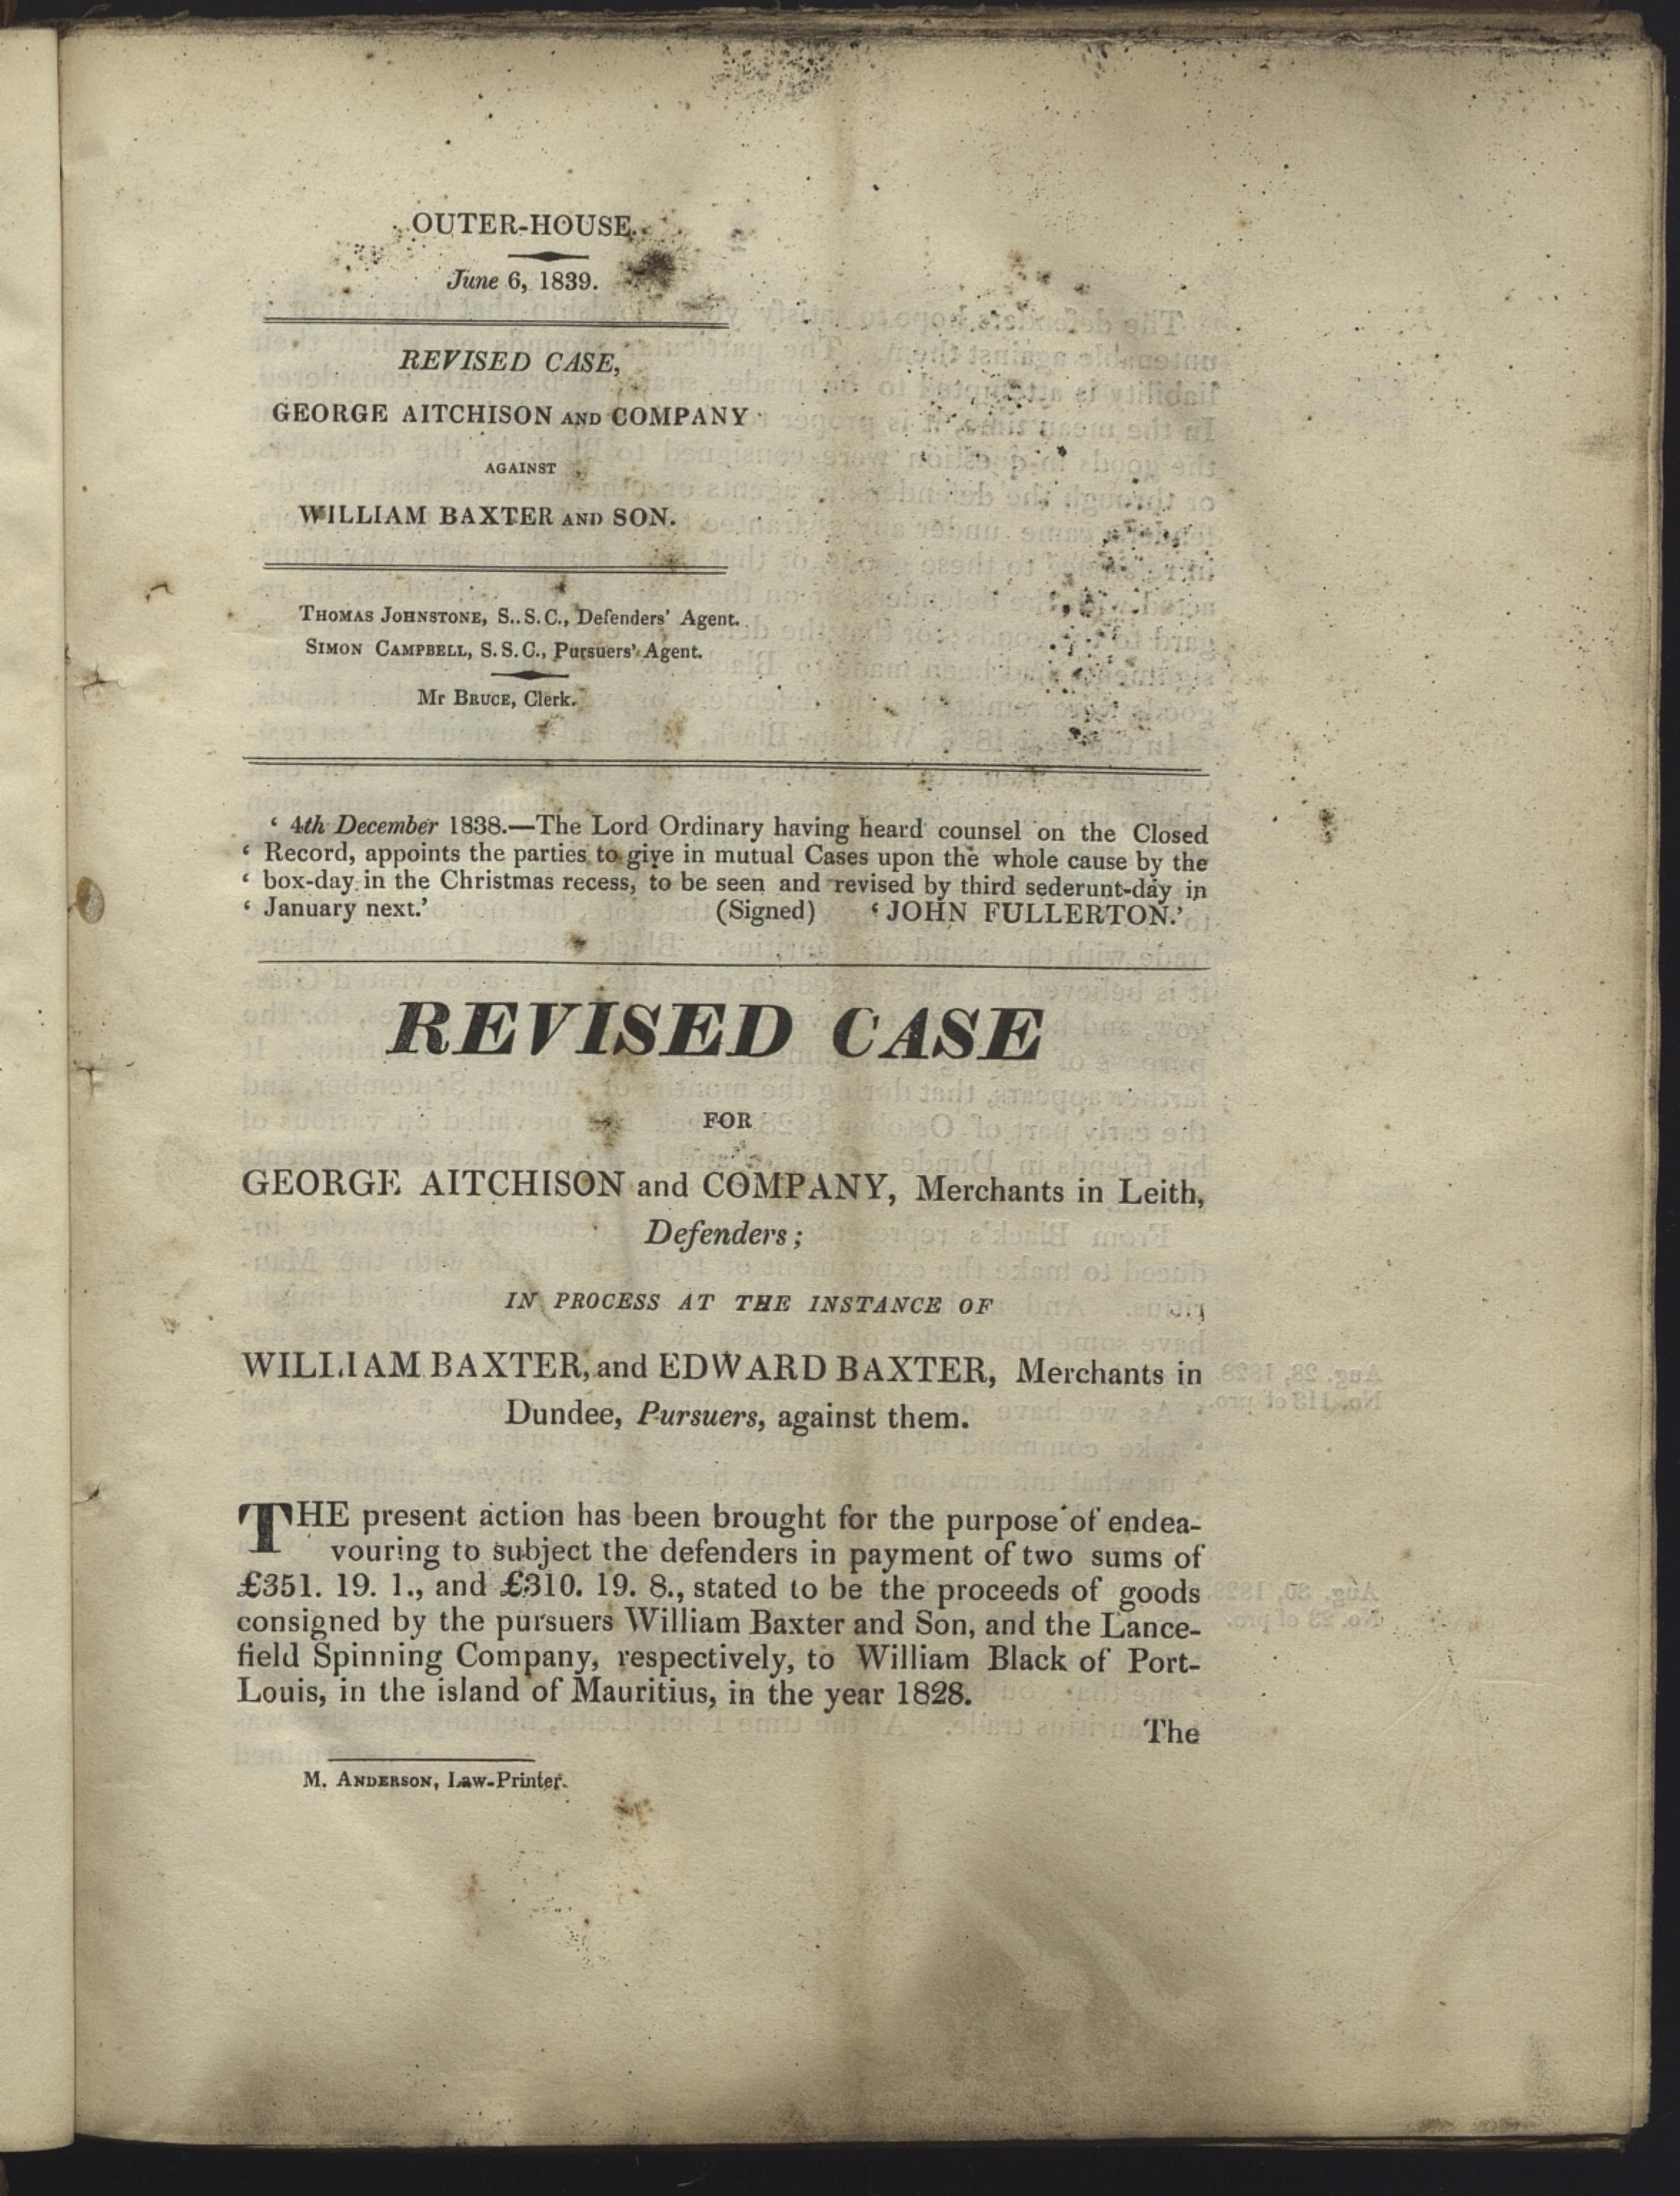 OUTER-HOUSE.
June 6, 1839.
REVISED CASE,
GEORGE AITCHISON AND COMPANY
AGAINST
WILLIAM BAXTER AND SON.
THOMAS JOHNSTONE, S.S.C., Defenders' Agent.
SIMON CAMPBELL, S.S.C., Pursuers' Agent.
Mr BRUCE, Clerk.
‘ 4th December 1838.—The Lord Ordinary having heard counsel on the Closed
‘ Record, appoints the parties to give in mutual Cases upon the whole cause by the
‘ box-day in the Christmas recess, to be seen and revised by third sederunt-day in
‘ January next.’ (Signed) ‘ JOHN FULLERTON.’
REVISED CASE
FOR
GEORGE AITCHISON and COMPANY, Merchants in Leith,
Defenders;
IN PROCESS AT THE INSTANCE OF
WILLIAM BAXTER, and EDWARD BAXTER, Merchants in
Dundee, Pursuers, against them.
THE present action has been brought for the purpose of endea-
vouring to subject the defenders in payment of two sums of
£351. 19. 1., and £310. 19. 8., stated to be the proceeds of goods
consigned by the pursuers William Baxter and Son, and the Lance-
field Spinning Company, respectively, to William Black of Port-
Louis, in the island of Mauritius, in the year 1828.
The
M. ANDERSON, Law-Printer.